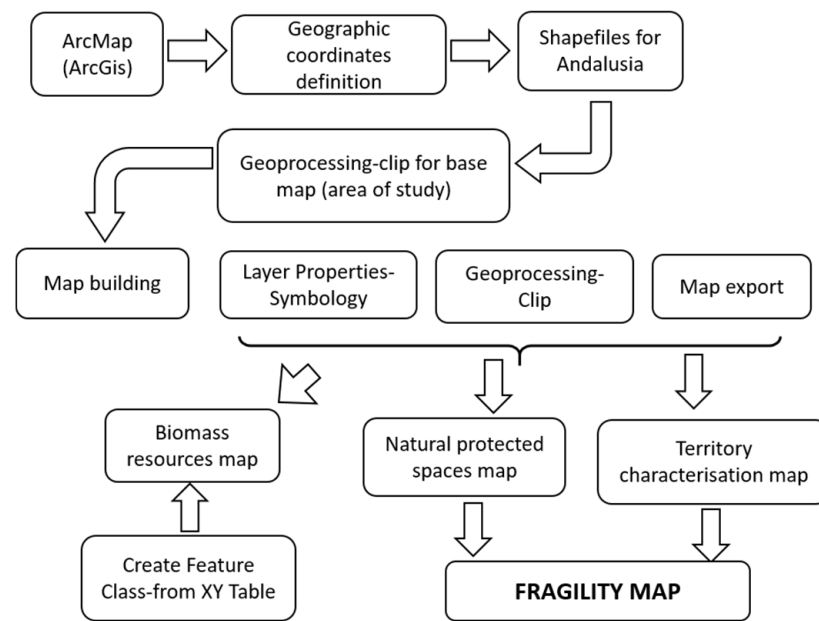 ArcMap
(ArcGis)
Geographic
coordinates
definition
Shapefiles for
Andalusia
Geoprocessing-clip for base
map (area of study)
Map building
Layer Properties-
Symbology
Geoprocessing-
Clip
Map export
Biomass
resources map
Natural protected
spaces map
Territory
characterisation map
Create Feature
Class-from XY Table
FRAGILITY MAP